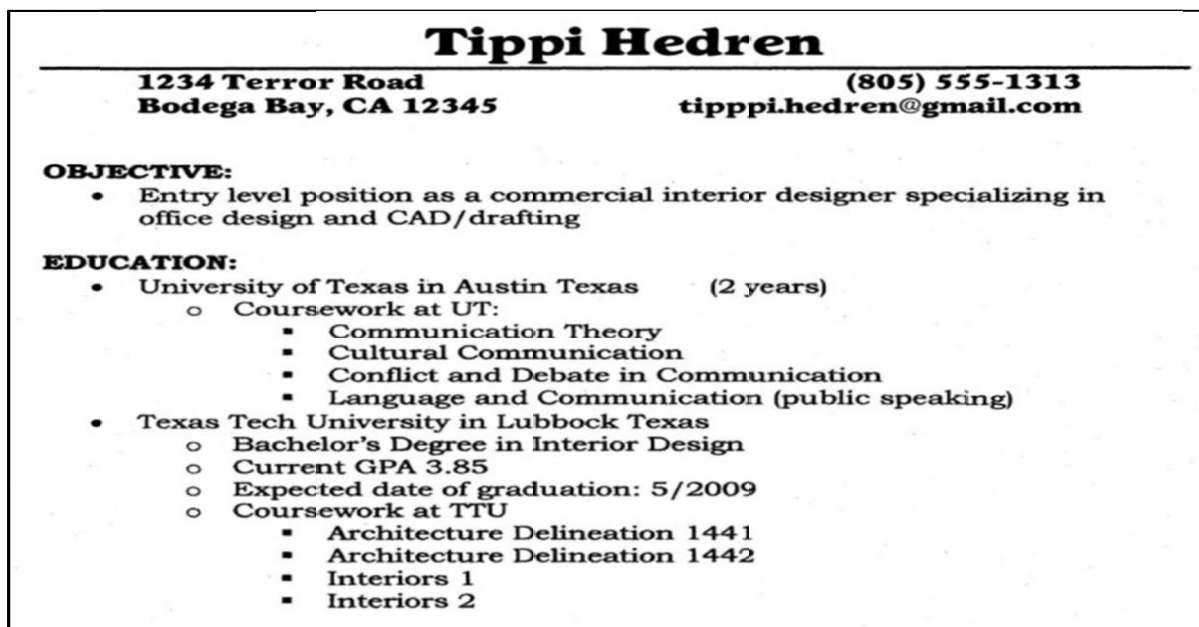 Tippi Hedren
1234 Terror Road (805) 555-1313
Bodega Bay, CA 12345 tipppi.hedren@gmail.com
OBJECTIVE:
• Entry level position as a commercial interior designer specializing in
office design and CAD/drafting
EDUCATION:
• University of Texas in Austin Texas (2 years)
o Coursework at UT:
▪ Communication Theory
▪ Cultural Communication
▪ Conflict and Debate in Communication
▪ Language and Communication (public speaking)
• Texas Tech University in Lubbock Texas
o Bachelor's Degree in Interior Design
o Current GPA 3.85
o Expected date of graduation: 5/2009
o Coursework at TTU
▪ Architecture Delineation 1441
▪ Architecture Delineation 1442
▪ Interiors 1
▪ Interiors 2